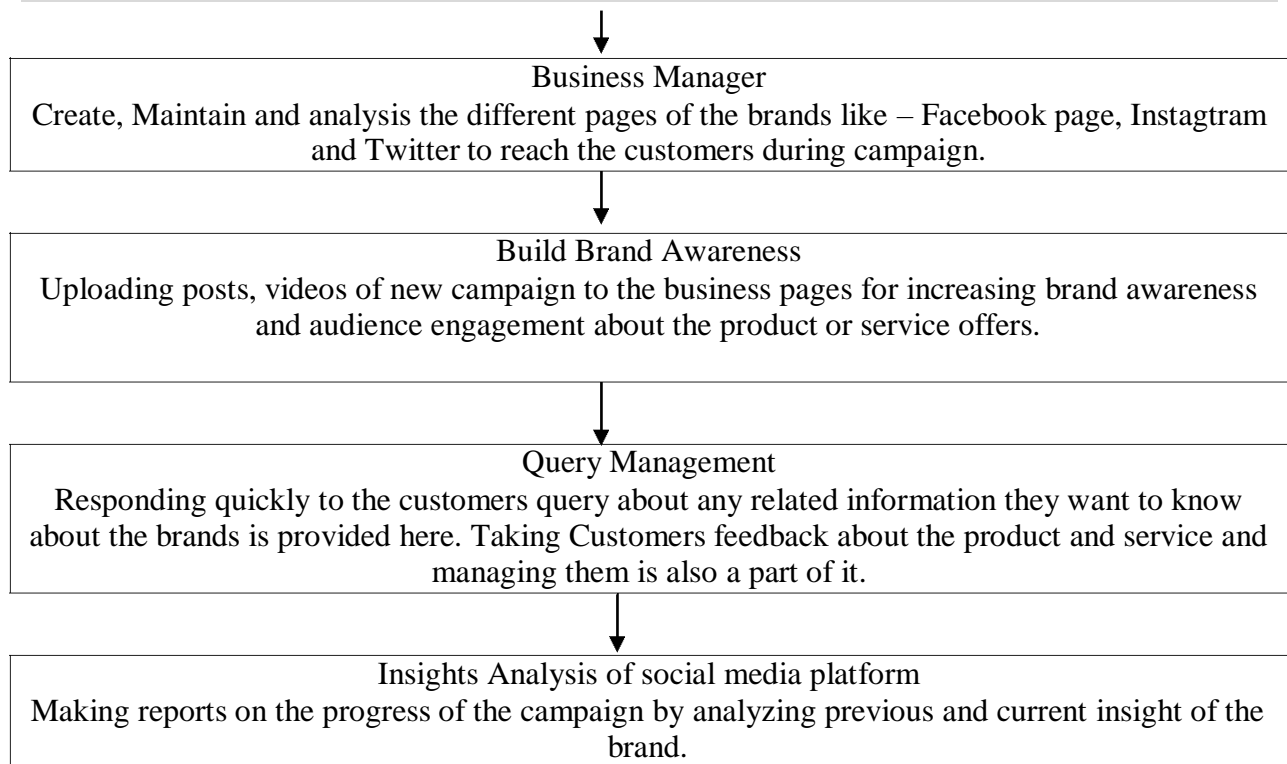 Business Manager
Create, Maintain and analysis the different pages of the brands like – Facebook page, Instagtram
and Twitter to reach the customers during campaign.
Build Brand Awareness
Uploading posts, videos of new campaign to the business pages for increasing brand awareness
and audience engagement about the product or service offers.
Query Management
Responding quickly to the customers query about any related information they want to know
about the brands is provided here. Taking Customers feedback about the product and service and
managing them is also a part of it.
Insights Analysis of social media platform
Making reports on the progress of the campaign by analyzing previous and current insight of the
brand.